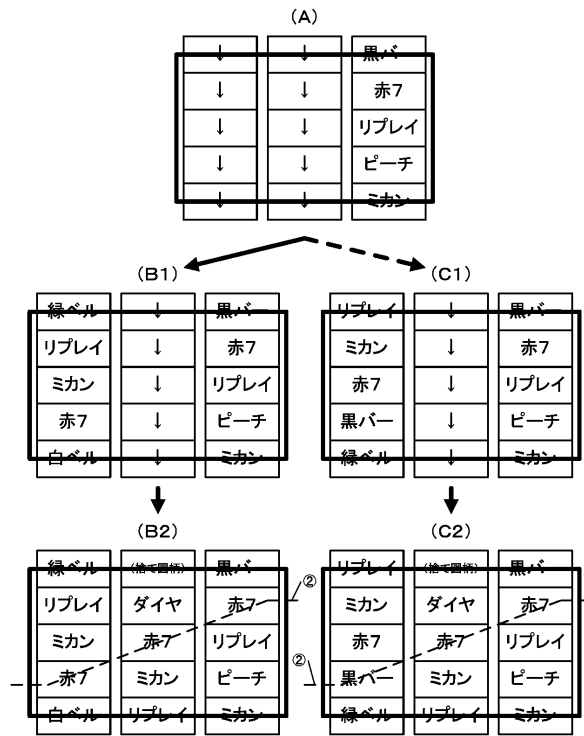 (A)
↓ ↓ 黒バー
↓ ↓ 赤7
↓ ↓ リプレイ
↓ ↓ ピーチ
↓ ↓ ミカン
(B1) (C1)
緑ベル ↓ 黒バー リプレイ ↓ 黒バー
リプレイ ↓ 赤7 ミカン ↓ 赤7
ミカン ↓ リプレイ 赤7 ↓ リプレイ
赤7 ↓ ピーチ 黒バー ↓ ピーチ
白ベル ↓ ミカン 緑ベル ↓ ミカン
(B2) (C2)
緑ベル (捨て図柄) 黒バー リプレイ (捨て図柄) 黒バー
リプレイ ダイヤ 赤7 ② ミカン ダイヤ 赤7
ミカン 赤7 リプレイ 赤7 赤7 リプレイ
赤7 ミカン ピーチ ② 黒バー ミカン ピーチ
白ベル リプレイ ミカン 緑ベル リプレイ ミカン